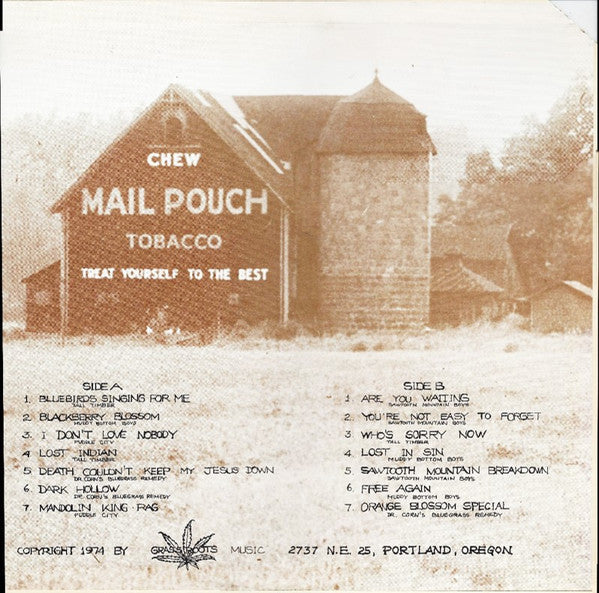 CHEW
MAIL POUCH
TOBACCO
TREAT YOURSELF TO THE BEST
SIDE A
1. BLUEBIRDS SINGING FOR ME
TALL TIMBER
2. BLACKBERRY BLOSSOM
MUDDY BOTTOM BOYS
3. I DON'T LOVE NOBODY
PUDDLE CITY
4. LOST INDIAN
TALL TIMBER
5. DEATH COULDN'T KEEP MY JESUS DOWN
DR. CORN'S BLUEGRASS REMEDY
6. DARK HOLLOW
DR. CORN'S BLUEGRASS REMEDY
7. MANDOLIN KING RAG
PUDDLE CITY
SIDE B
1. ARE YOU WAITING
SAWTOOTH MOUNTAIN BOYS
2. YOU'RE NOT EASY TO FORGET
SAWTOOTH MOUNTAIN BOYS
3. WHO'S SORRY NOW
TALL TIMBER
4. LOST IN SIN
MUDDY BOTTOM BOYS
5. SAWTOOTH MOUNTAIN BREAKDOWN
SAWTOOTH MOUNTAIN BOYS
6. FREE AGAIN
MUDDY BOTTOM BOYS
7. ORANGE BLOSSOM SPECIAL
DR. CORN'S BLUEGRASS REMEDY
COPYRIGHT 1974 BY GRASS ROOTS MUSIC 2737 N.E. 25, PORTLAND, OREGON